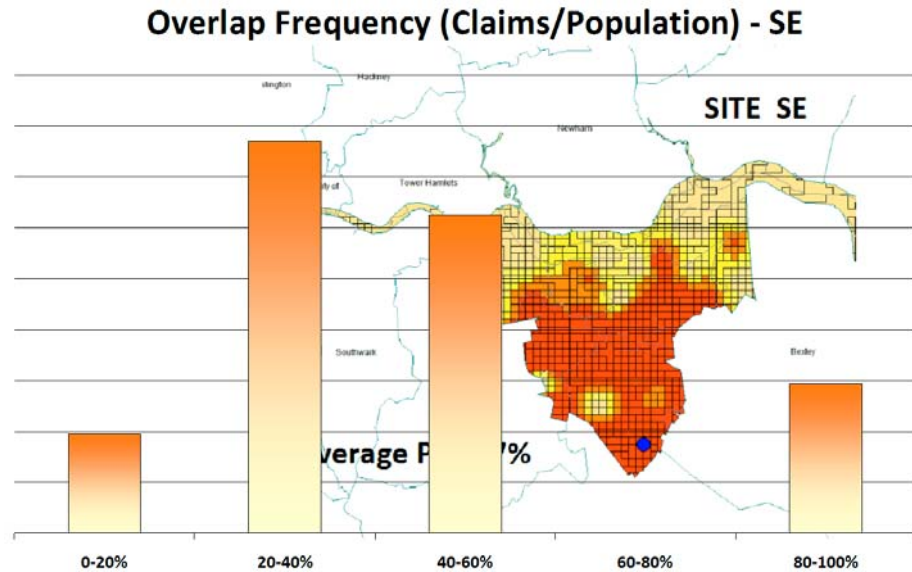 Overlap Frequency (Claims/Population) - SE
Hackney
SITE SE
Newham
Tower Hamlets
Southwark
Bexley
0-20%
20-40%
40-60%
60-80%
80-100%